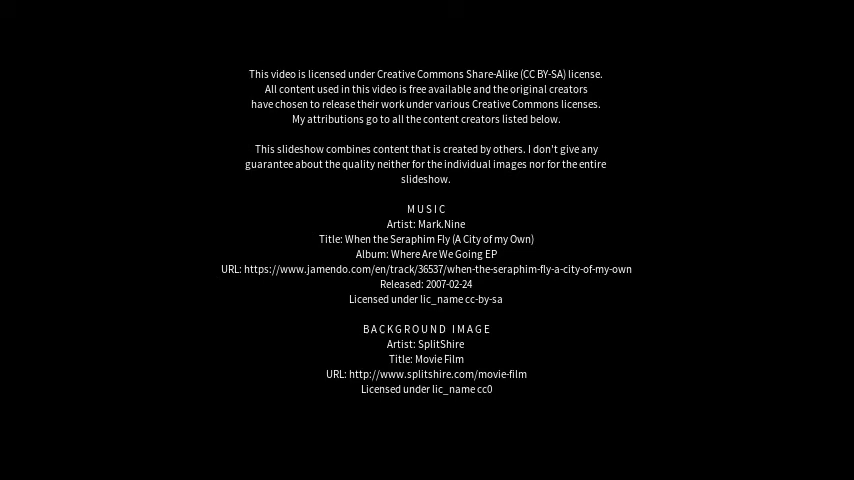 This video is licensed under Creative Commons Share-Alike (CC BY-SA) license.
All content used in this video is free available and the original creators
have chosen to release their work under various Creative Commons licenses.
My attributions go to all the content creators listed below.
This slideshow combines content that is created by others. I don't give any
guarantee about the quality neither for the individual images nor for the entire
slideshow.
MUSIC
Artist: Mark.Nine
Title: When the Seraphim Fly (A City of my Own)
Album: Where Are We Going EP
URL: https://www.jamendo.com/en/track/36537/when-the-seraphim-fly-a-city-of-my-own
Released: 2007-02-24
Licensed under lic_name cc-by-sa
BACKGROUND IMAGE
Artist: SplitShire
Title: Movie Film
URL: http://www.splitshire.com/movie-film
Licensed under lic_name cc0